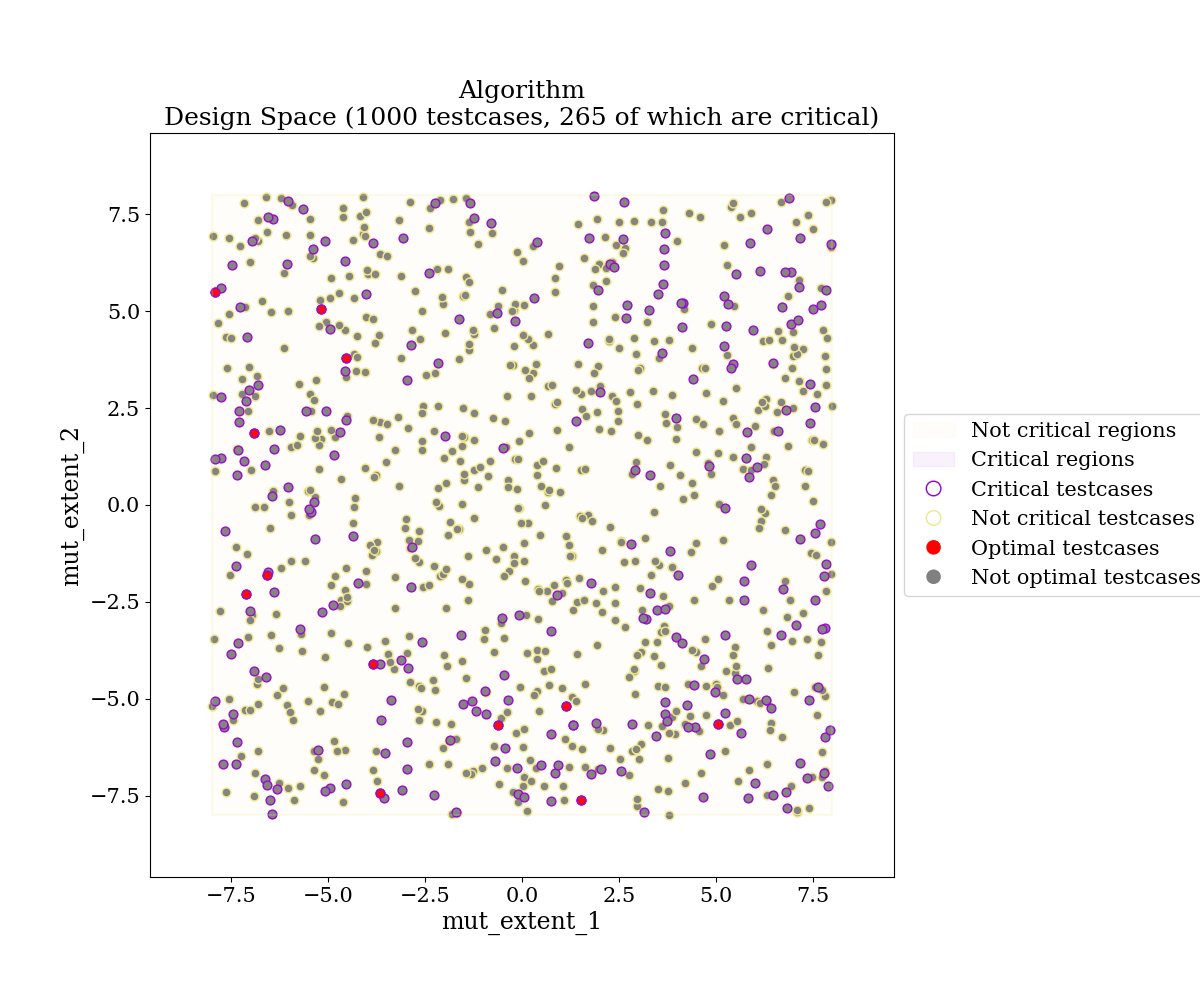 Algorithm
Design Space (1000 testcases, 265 of which are critical)
7.5
5.0
2.5
0.0
−2.5
−5.0
−7.5
mut_extent_2
−7.5
−5.0
−2.5
0.0
2.5
5.0
7.5
mut_extent_1
Not critical regions
Critical regions
Critical testcases
Not critical testcases
Optimal testcases
Not optimal testcases